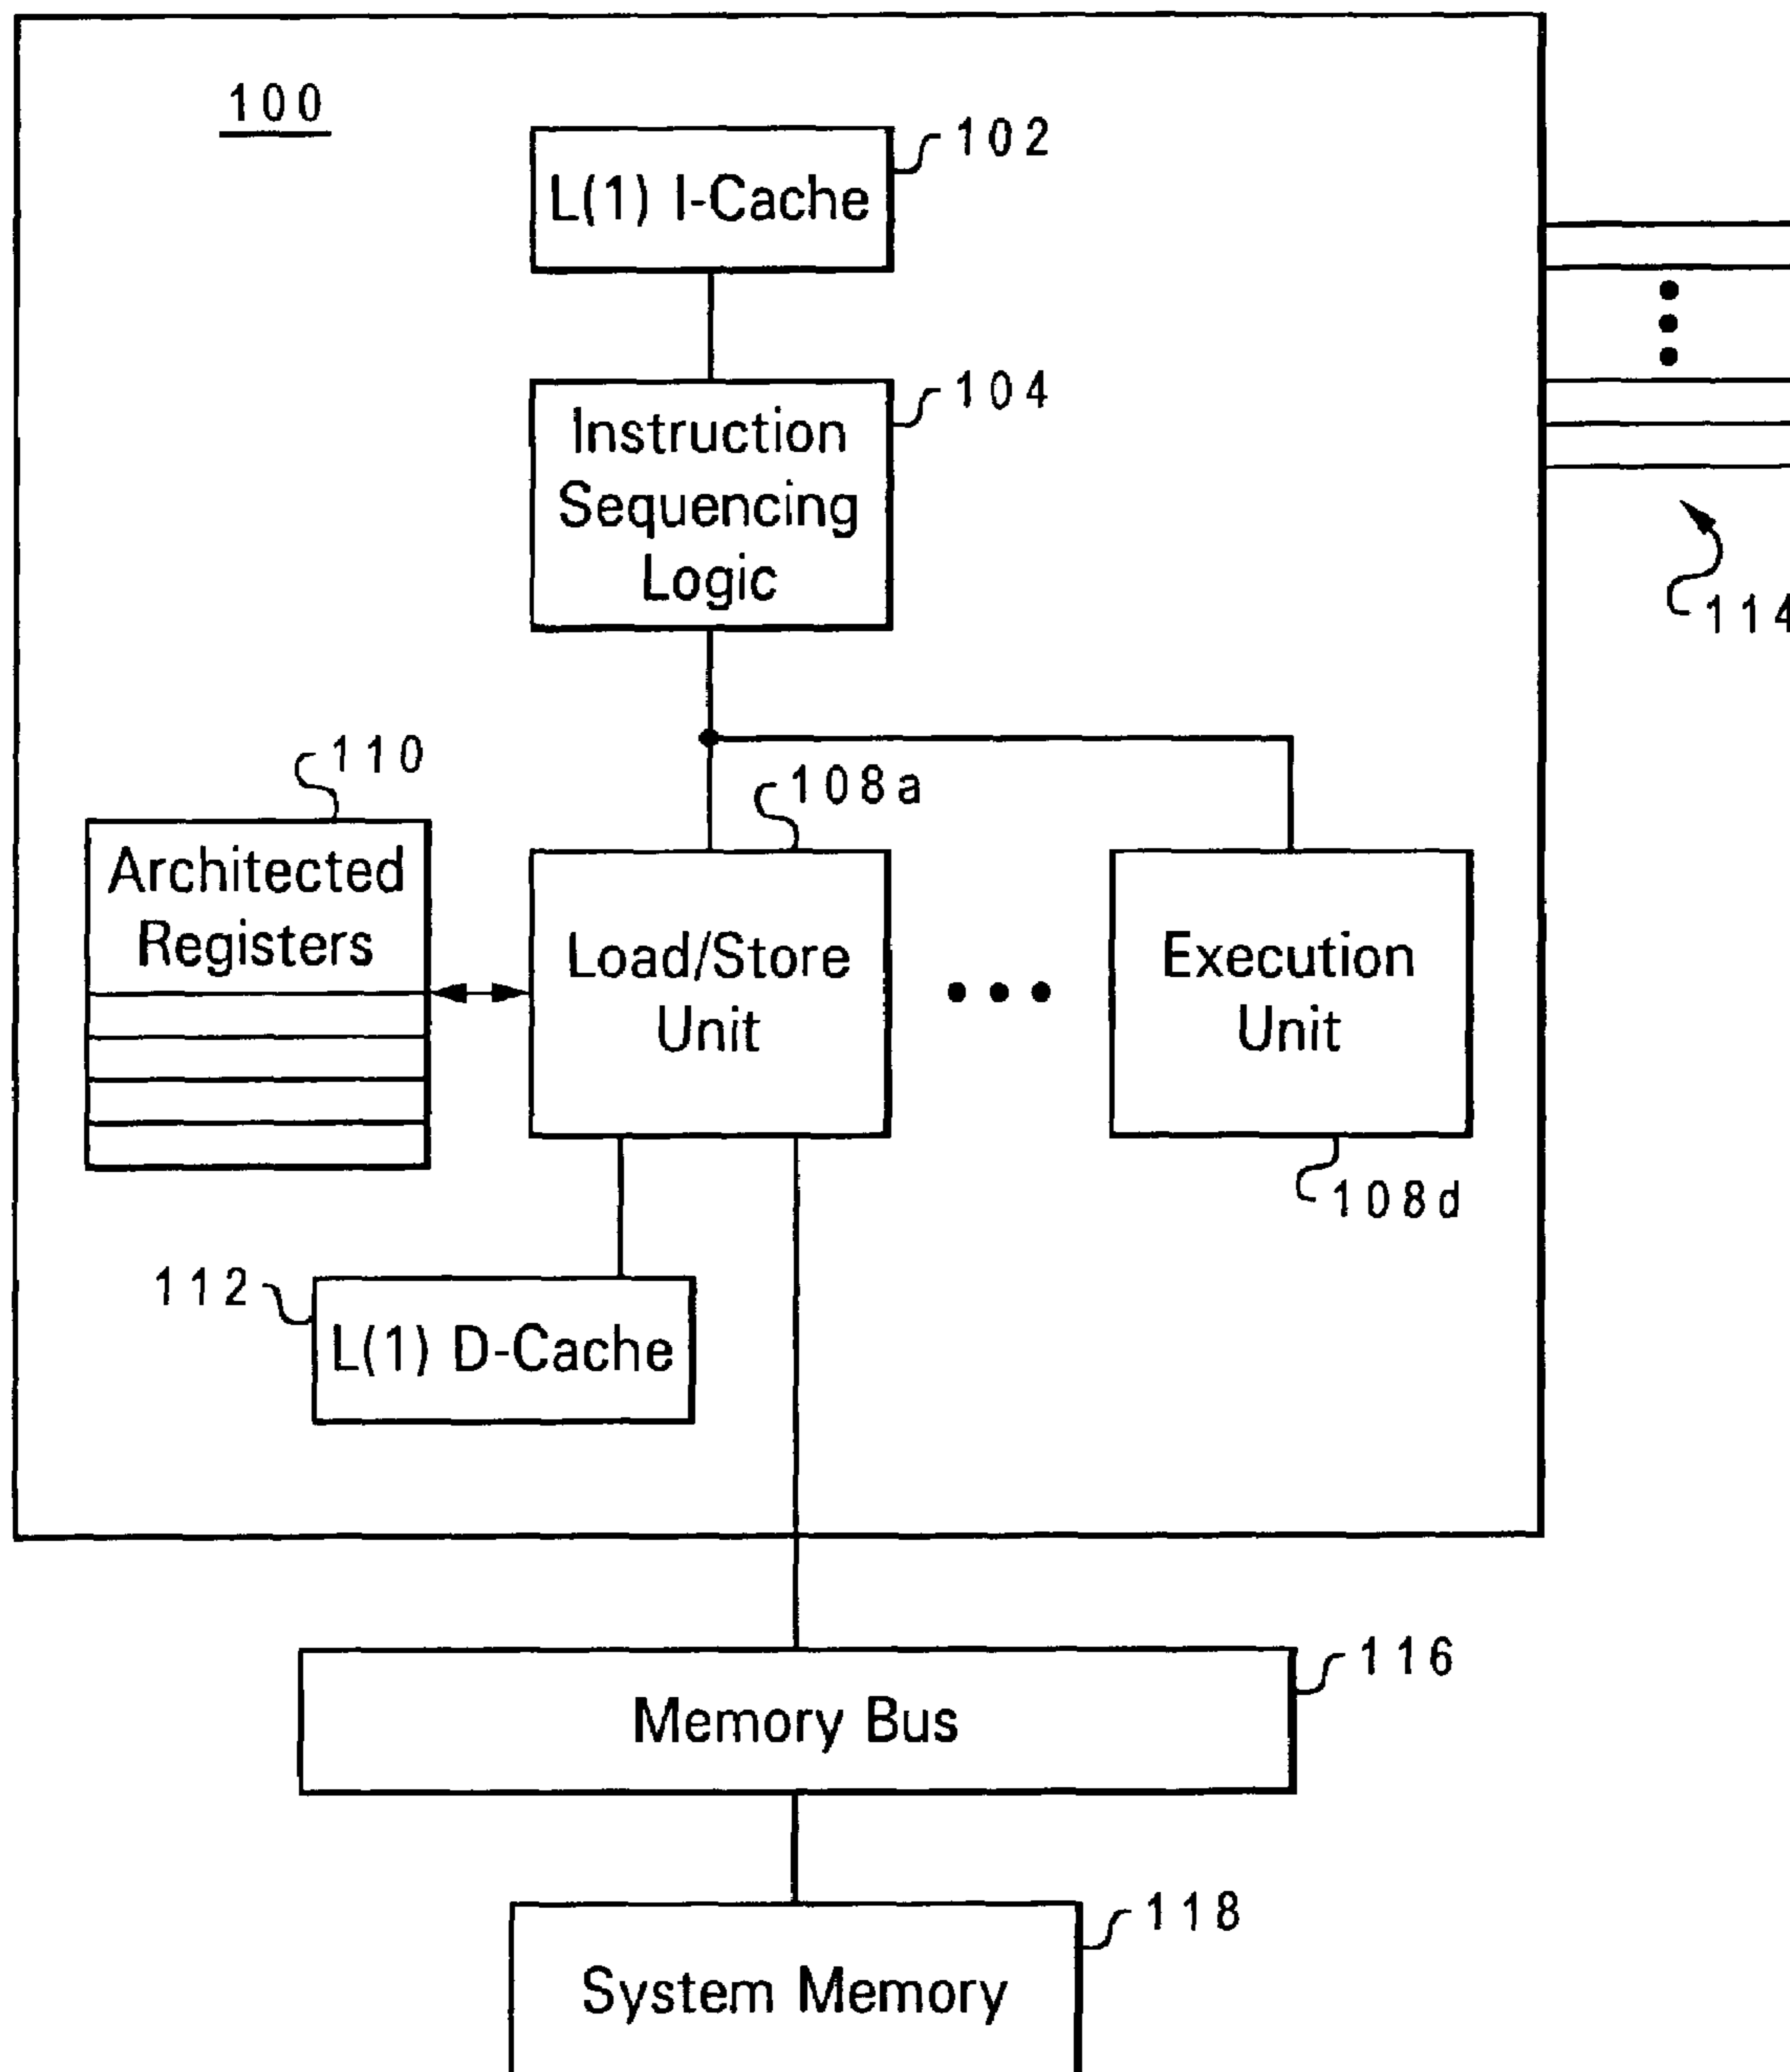 100
102
L(1) I-Cache
104
Instruction
Sequencing
Logic
114
110
108a
Architected
Registers
Load/Store
Unit
Execution
Unit
108d
112
L(1) D-Cache
116
Memory Bus
118
System Memory